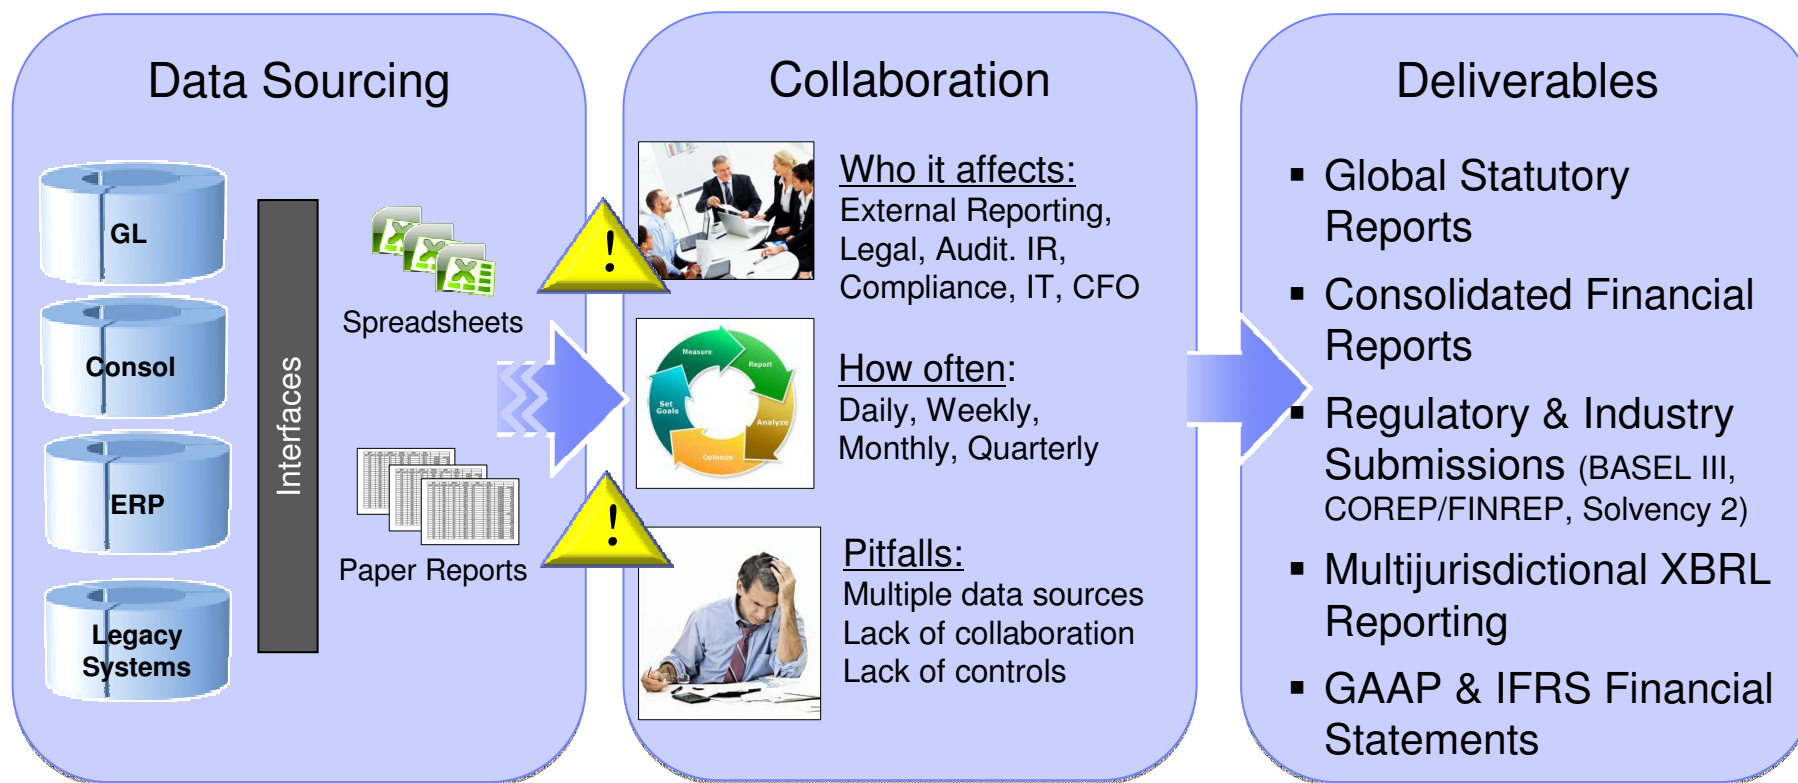 Data Sourcing
GL
Consol
ERP
Legacy
Systems
Interfaces
Spreadsheets
Paper Reports
!
!
Collaboration
Who it affects:
External Reporting,
Legal, Audit. IR,
Compliance, IT, CFO
Measure
Report
Analyze
Optimize
Set
Goals
How often:
Daily, Weekly,
Monthly, Quarterly
Pitfalls:
Multiple data sources
Lack of collaboration
Lack of controls
Deliverables
▪ Global Statutory
Reports
▪ Consolidated Financial
Reports
▪ Regulatory & Industry
Submissions (BASEL III,
COREP/FINREP, Solvency 2)
▪ Multijurisdictional XBRL
Reporting
▪ GAAP & IFRS Financial
Statements